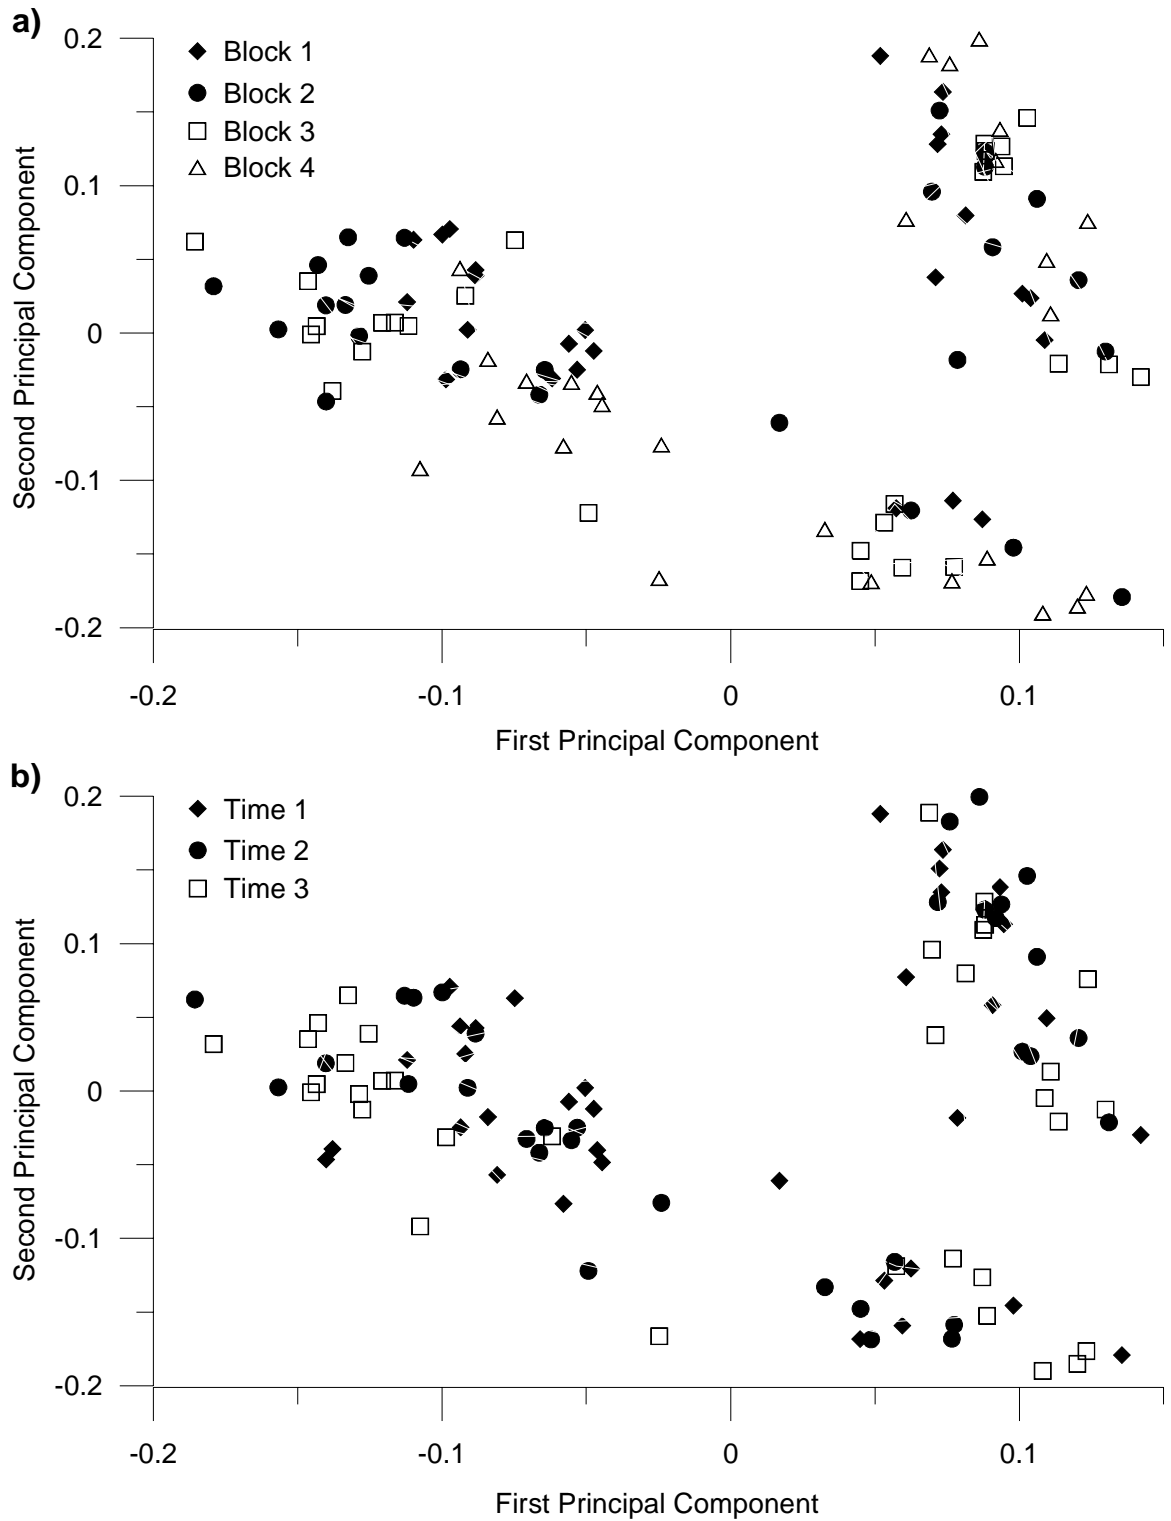 a)
0.2
Block 1
Block 2
Block 3
Block 4
0.1
0
-0.1
-0.2
Second Principal Component
-0.2
-0.1
0
0.1
First Principal Component
b)
0.2
Time 1
Time 2
Time 3
0.1
0
-0.1
-0.2
Second Principal Component
-0.2
-0.1
0
0.1
First Principal Component